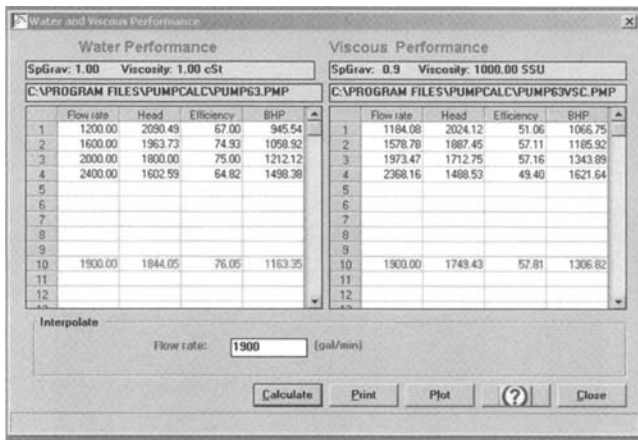 Water and Viscous Performance
Water Performance
SpGrav: 1.00 Viscosity: 1.00 cSt
C:\PROGRAM FILES\PUMPCALC\PUMP63.PMP
Flow rate Head Efficiency BHP
1 1200.00 2090.49 67.00 945.54
2 1600.00 1963.73 74.93 1058.92
3 2000.00 1800.00 75.00 1212.12
4 2400.00 1602.59 64.82 1498.38
5
6
7
8
9
10 1900.00 1844.05 76.05 1163.35
11
12
Viscous Performance
SpGrav: 0.9 Viscosity: 1000.00 SSU
C:\PROGRAM FILES\PUMPCALC\PUMP63VSC.PMP
Flow rate Head Efficiency BHP
1 1184.08 2024.12 51.06 1066.75
2 1578.78 1887.45 57.11 1185.92
3 1973.47 1712.75 57.16 1343.89
4 2368.16 1488.53 49.40 1621.64
5
6
7
8
9
10 1900.00 1749.43 57.81 1306.82
11
12
Interpolate
Flow rate: 1900 (gal/min)
Calculate Print Plot (?) Close